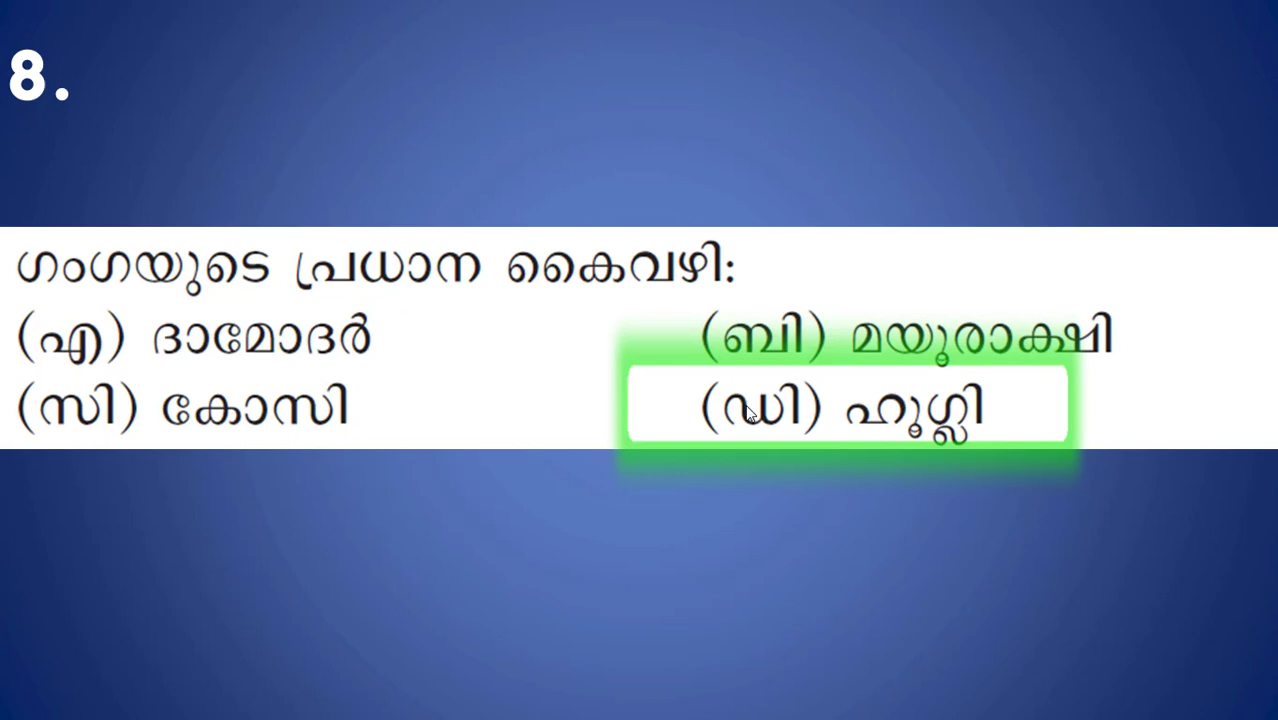 8.
ഗംഗയുടെ പ്രധാന കൈവഴി:
(എ) ദാമോദർ (ബി) മയൂരാക്ഷി
(സി) കോസി (ഡി) ഹൂഗ്ലി